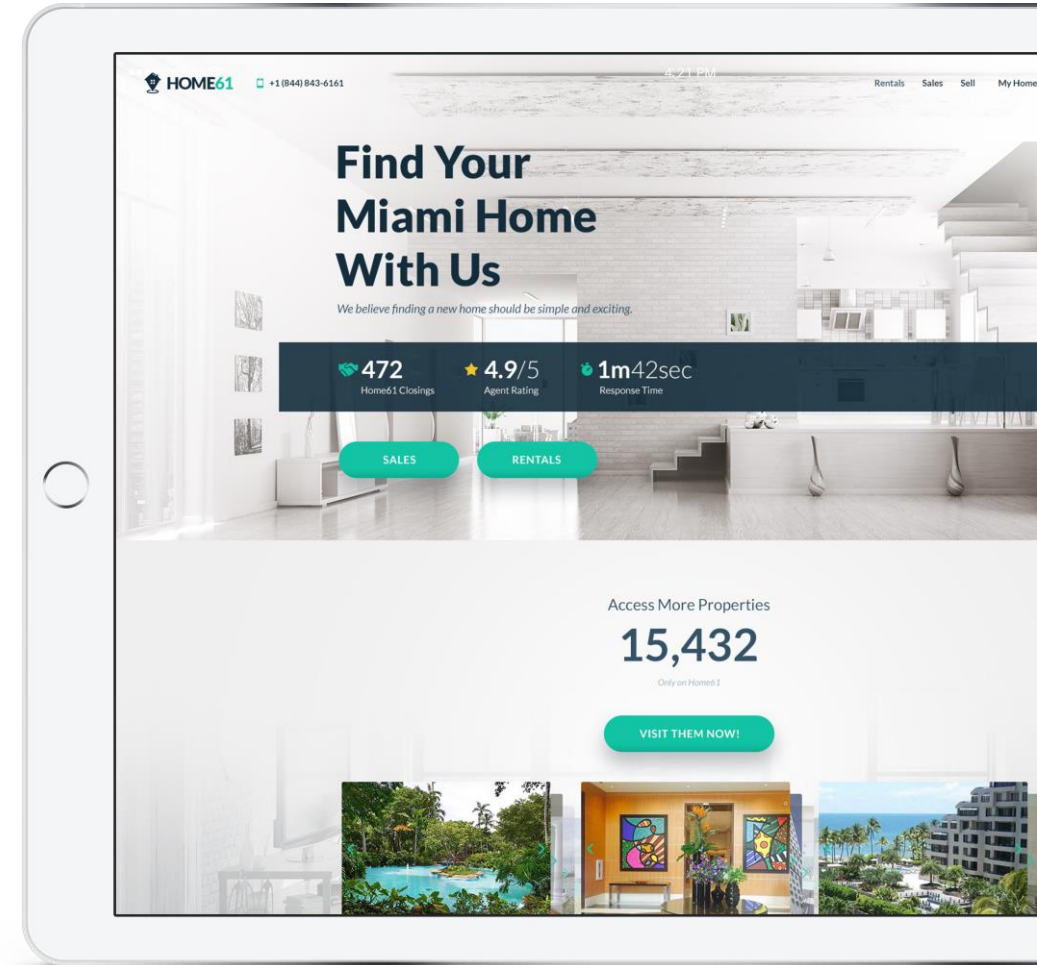 4:21 PM
HOME61
+1 (844) 843-6161
Rentals Sales Sell My Home
Find Your
Miami Home
With Us
We believe finding a new home should be simple and exciting.
472
Home61 Closings
4.9/5
Agent Rating
1m42sec
Response Time
SALES
RENTALS
Access More Properties
15,432
Only on Home61
VISIT THEM NOW!